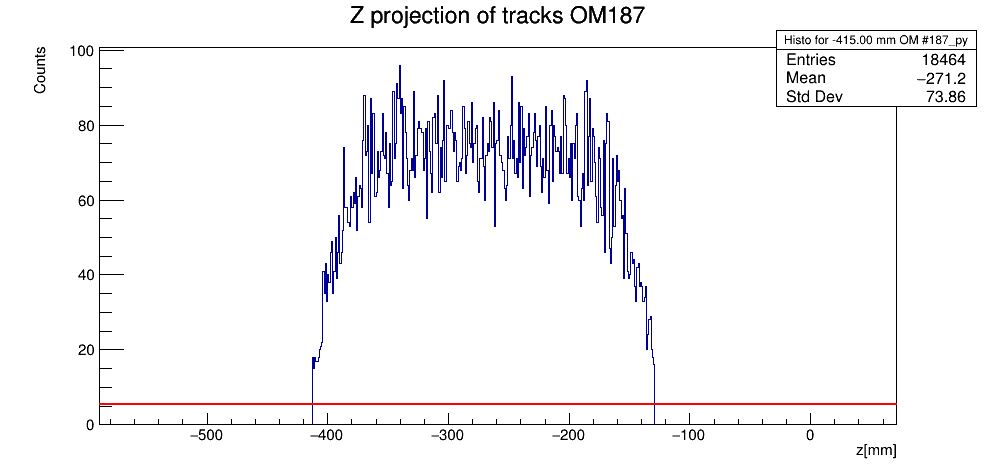 Z projection of tracks OM187
Histo for -415.00 mm OM #187_py
Entries 18464
Mean −271.2
Std Dev 73.86
Counts
100
80
60
40
20
0
−500 −400 −300 −200 −100 0
z[mm]